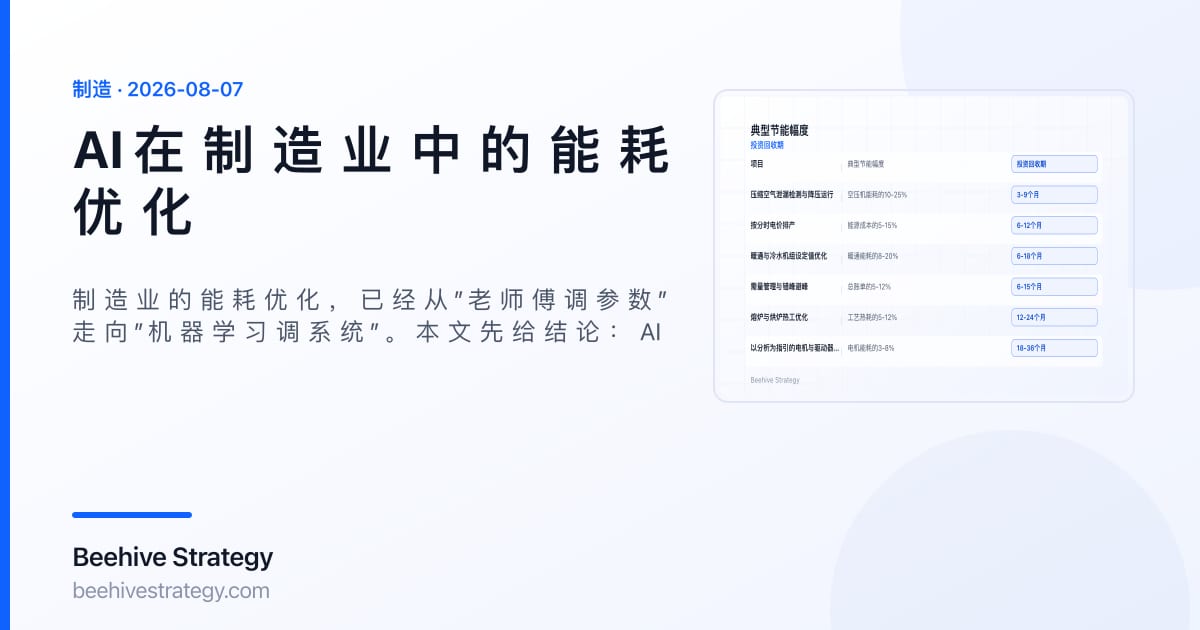 制造 · 2026-08-07
AI在制造业中的能耗
优化
制造业的能耗优化，已经从"老师傅调参数"
走向"机器学习调系统"。本文先给结论：AI
Beehive Strategy
beehivestrategy.com
典型节能幅度
投资回收期
项目 典型节能幅度 投资回收期
压缩空气泄漏检测与降压运行 空压机能耗的10-25% 3-9个月
按分时电价排产 能源成本的5-15% 6-12个月
暖通与冷水机组设定值优化 暖通能耗的8-20% 6-18个月
需量管理与错峰避峰 总账单的5-12% 6-15个月
熔炉与烘炉热工优化 工艺热耗的5-12% 12-24个月
以分析为指引的电机与驱动器... 电机能耗的3-8% 18-36个月
Beehive Strategy